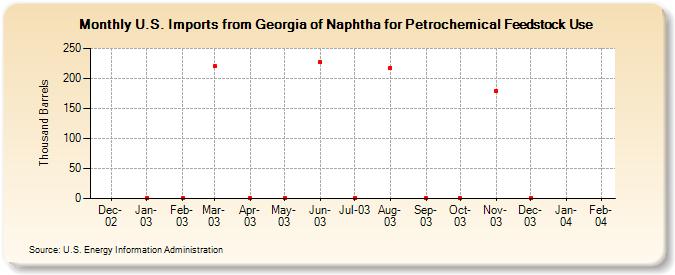 Monthly U.S. Imports from Georgia of Naphtha for Petrochemical Feedstock Use
Thousand Barrels
250
200
150
100
50
0
Dec-02 Jan-03 Feb-03 Mar-03 Apr-03 May-03 Jun-03 Jul-03 Aug-03 Sep-03 Oct-03 Nov-03 Dec-03 Jan-04 Feb-04
Source: U.S. Energy Information Administration